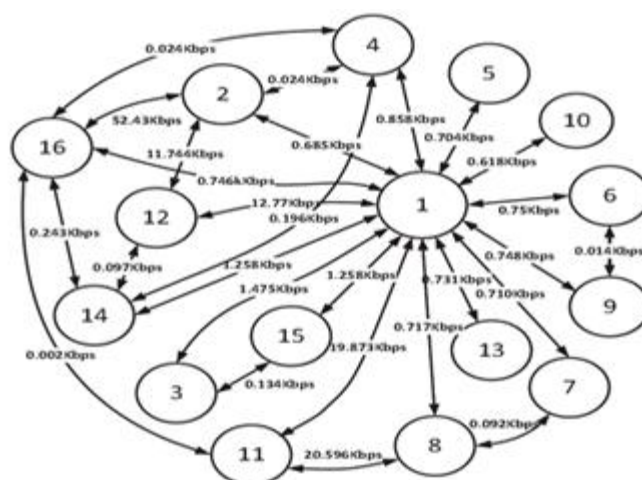 4
0.024Kbps
5
2
0.024Kbps
52.43Kbps
0.858Kbps
0.704Kbps
10
16
11.744Kbps
0.685Kbps
0.618Kbps
0.746kKbps
12
12.77Kbps
1
0.75Kbps
6
0.196Kbps
0.243Kbps
0.097Kbps
1.258Kbps
1.258Kbps
0.748Kbps
0.014Kbps
1.475Kbps
0.731Kbps
0.710Kbps
9
14
15
0.717Kbps
19.873Kbps
13
0.002Kbps
3
0.134Kbps
7
0.092Kbps
11
20.596Kbps
8